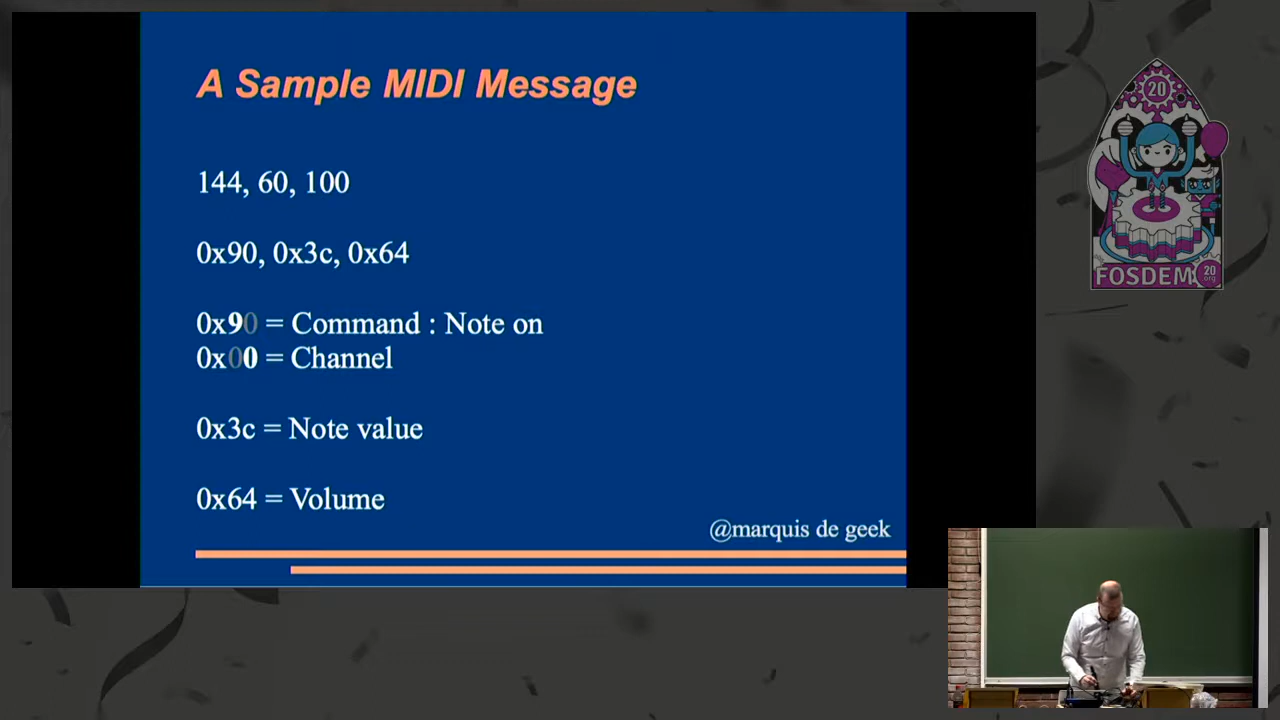 A Sample MIDI Message
144, 60, 100
0x90, 0x3c, 0x64
0x90 = Command : Note on
0x00 = Channel
0x3c = Note value
0x64 = Volume
@marquis de geek
20
FOSDEM
20
org